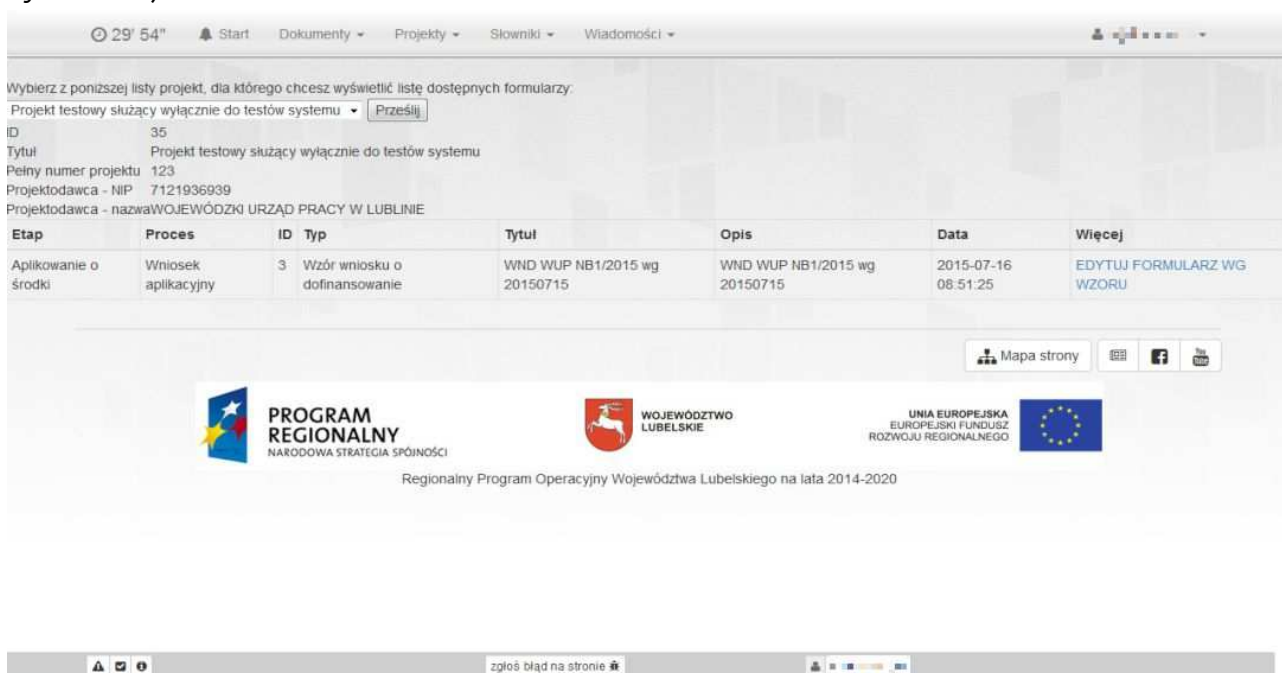 29' 54" Start Dokumenty Projekty Słowniki Wiadomości
Wybierz z poniższej listy projekt, dla którego chcesz wyświetlić listę dostępnych formularzy:
Projekt testowy służący wyłącznie do testów systemu Prześlij
ID 35
Tytuł Projekt testowy służący wyłącznie do testów systemu
Pełny numer projektu 123
Projektodawca - NIP 7121936939
Projektodawca - nazwaWOJEWÓDZKI URZĄD PRACY W LUBLINIE
Etap Proces ID Typ Tytuł Opis Data Więcej
Aplikowanie o Wniosek 3 Wzór wniosku o WND WUP NB1/2015 wg WND WUP NB1/2015 wg 2015-07-16 EDYTUJ FORMULARZ WG
środki aplikacyjny dofinansowanie 20150715 20150715 08:51:25 WZORU
Mapa strony You Tube
PROGRAM
REGIONALNY
NARODOWA STRATEGIA SPÓJNOŚCI
WOJEWÓDZTWO
LUBELSKIE
UNIA EUROPEJSKA
EUROPEJSKI FUNDUSZ
ROZWOJU REGIONALNEGO
Regionalny Program Operacyjny Województwa Lubelskiego na lata 2014-2020
zgłoś błąd na stronie